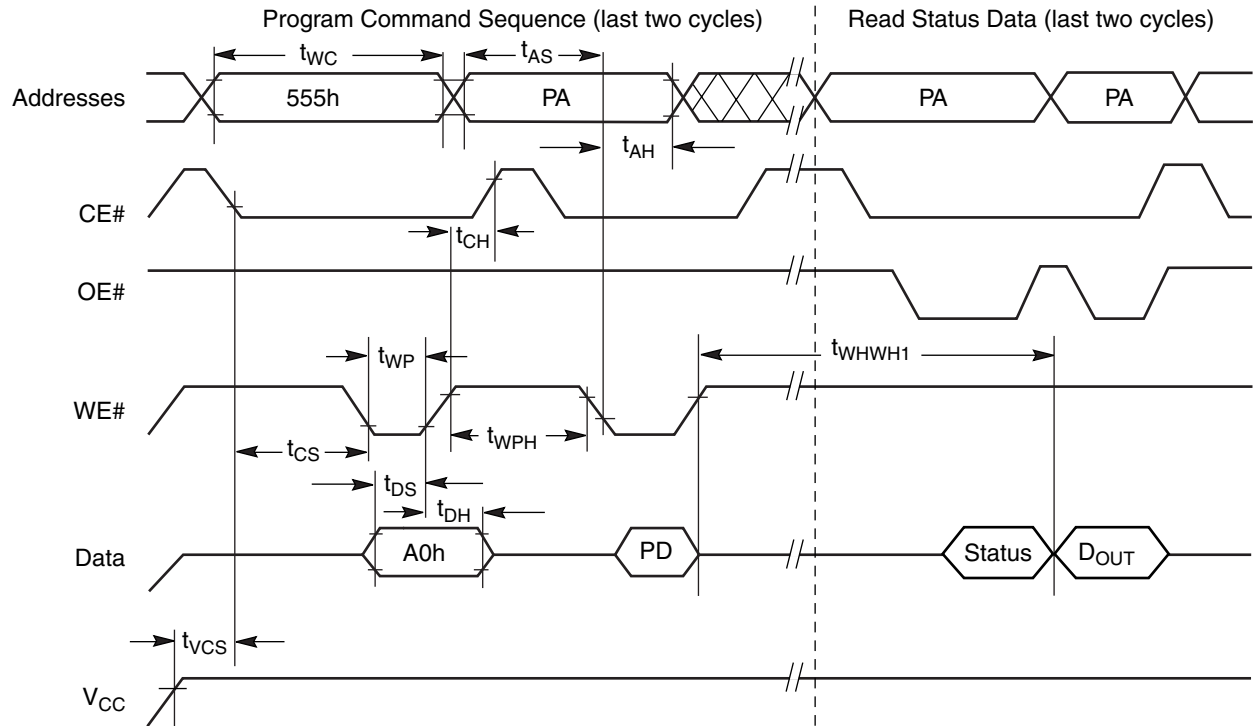 Program Command Sequence (last two cycles)
Read Status Data (last two cycles)
tWC
tAS
Addresses
555h
PA
PA
PA
tAH
CE#
tCH
OE#
tWP
tWHWH1
WE#
tWPH
tCS
tDS
tDH
Data
A0h
PD
Status
DOUT
tVCS
VCC